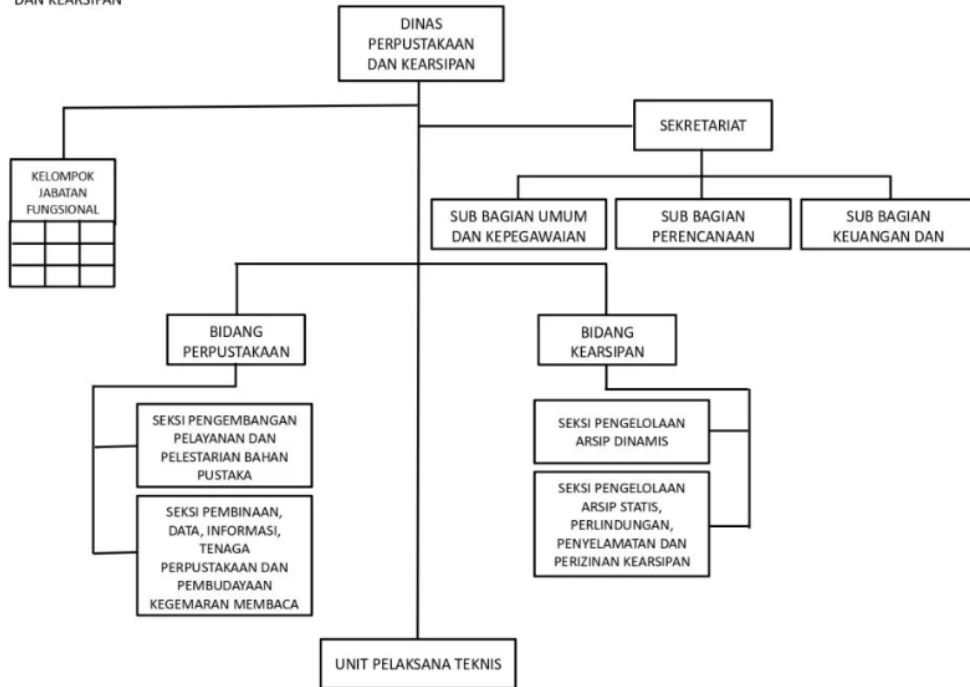 DAN KEARSIPAN
DINAS
PERPUSTAKAAN
DAN KEARSIPAN
SEKRETARIAT
KELOMPOK
JABATAN
FUNGSIONAL
SUB BAGIAN UMUM
DAN KEPEGAWAIAN
SUB BAGIAN
PERENCANAAN
SUB BAGIAN
KEUANGAN DAN
BIDANG
PERPUSTAKAAN
BIDANG
KEARSIPAN
SEKSI PENGEMBANGAN
PELAYANAN DAN
PELESTARIAN BAHAN
PUSTAKA
SEKSI PENGELOLAAN
ARSIP DINAMIS
SEKSI PEMBINAAN,
DATA, INFORMASI,
TENAGA
PERPUSTAKAAN DAN
PEMBUDAYAAN
KEGEMARAN MEMBACA
SEKSI PENGELOLAAN
ARSIP STATIS,
PERLINDUNGAN,
PENYELAMATAN DAN
PERIZINAN KEARSIPAN
UNIT PELAKSANA TEKNIS